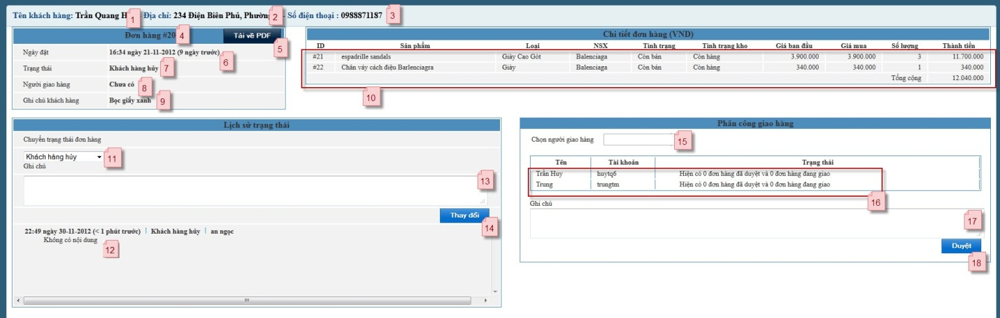 Tên khách hàng: Trần Quang 1 - Địa chỉ: 234 Điện Biên Phủ, Phường 2 - Số điện thoại : 0988871187 3
Đơn hàng #20 4 Tải về PDF 5
Ngày đặt 16:34 ngày 21-11-2012 (9 ngày trước) 6
Trạng thái Khách hàng hủy 7
Người giao hàng Chưa có 8
Ghi chú khách hàng Bọc giấy xanh 9
Chi tiết đơn hàng (VND)
ID Sản phẩm Loại NSX Tình trạng Tình trạng kho Giá ban đầu Giá mua Số lượng Thành tiền
#21 espadrille sandals Giày Cao Gót Balenciaga Còn bán Còn hàng 3.900.000 3.900.000 3 11.700.000
#22 Chân váy cách điệu Barlenciagra Giày Balenciaga Còn bán Còn hàng 340.000 340.000 1 340.000
Tổng cộng 12.040.000
10
Lịch sử trạng thái
Chuyển trạng thái đơn hàng
Khách hàng hủy 11
Ghi chú
13
Thay đổi 14
22:49 ngày 30-11-2012 (< 1 phút trước) Khách hàng hủy an ngọc
Không có nội dung 12
Phân công giao hàng
Chọn người giao hàng 15
Tên Tài khoản Trạng thái
Trần Huy huytq6 Hiện có 0 đơn hàng đã duyệt và 0 đơn hàng đang giao
Trung trungtm Hiện có 0 đơn hàng đã duyệt và 0 đơn hàng đang giao
16
Ghi chú
17
Duyệt
18